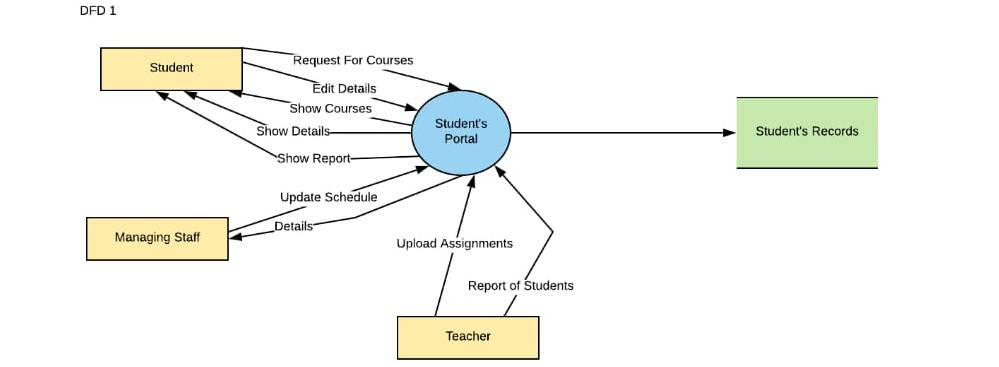 DFD 1
Student
Request For Courses
Edit Details
Show Courses
Show Details
Show Report
Student's
Portal
Student's Records
Update Schedule
Details
Managing Staff
Upload Assignments
Report of Students
Teacher